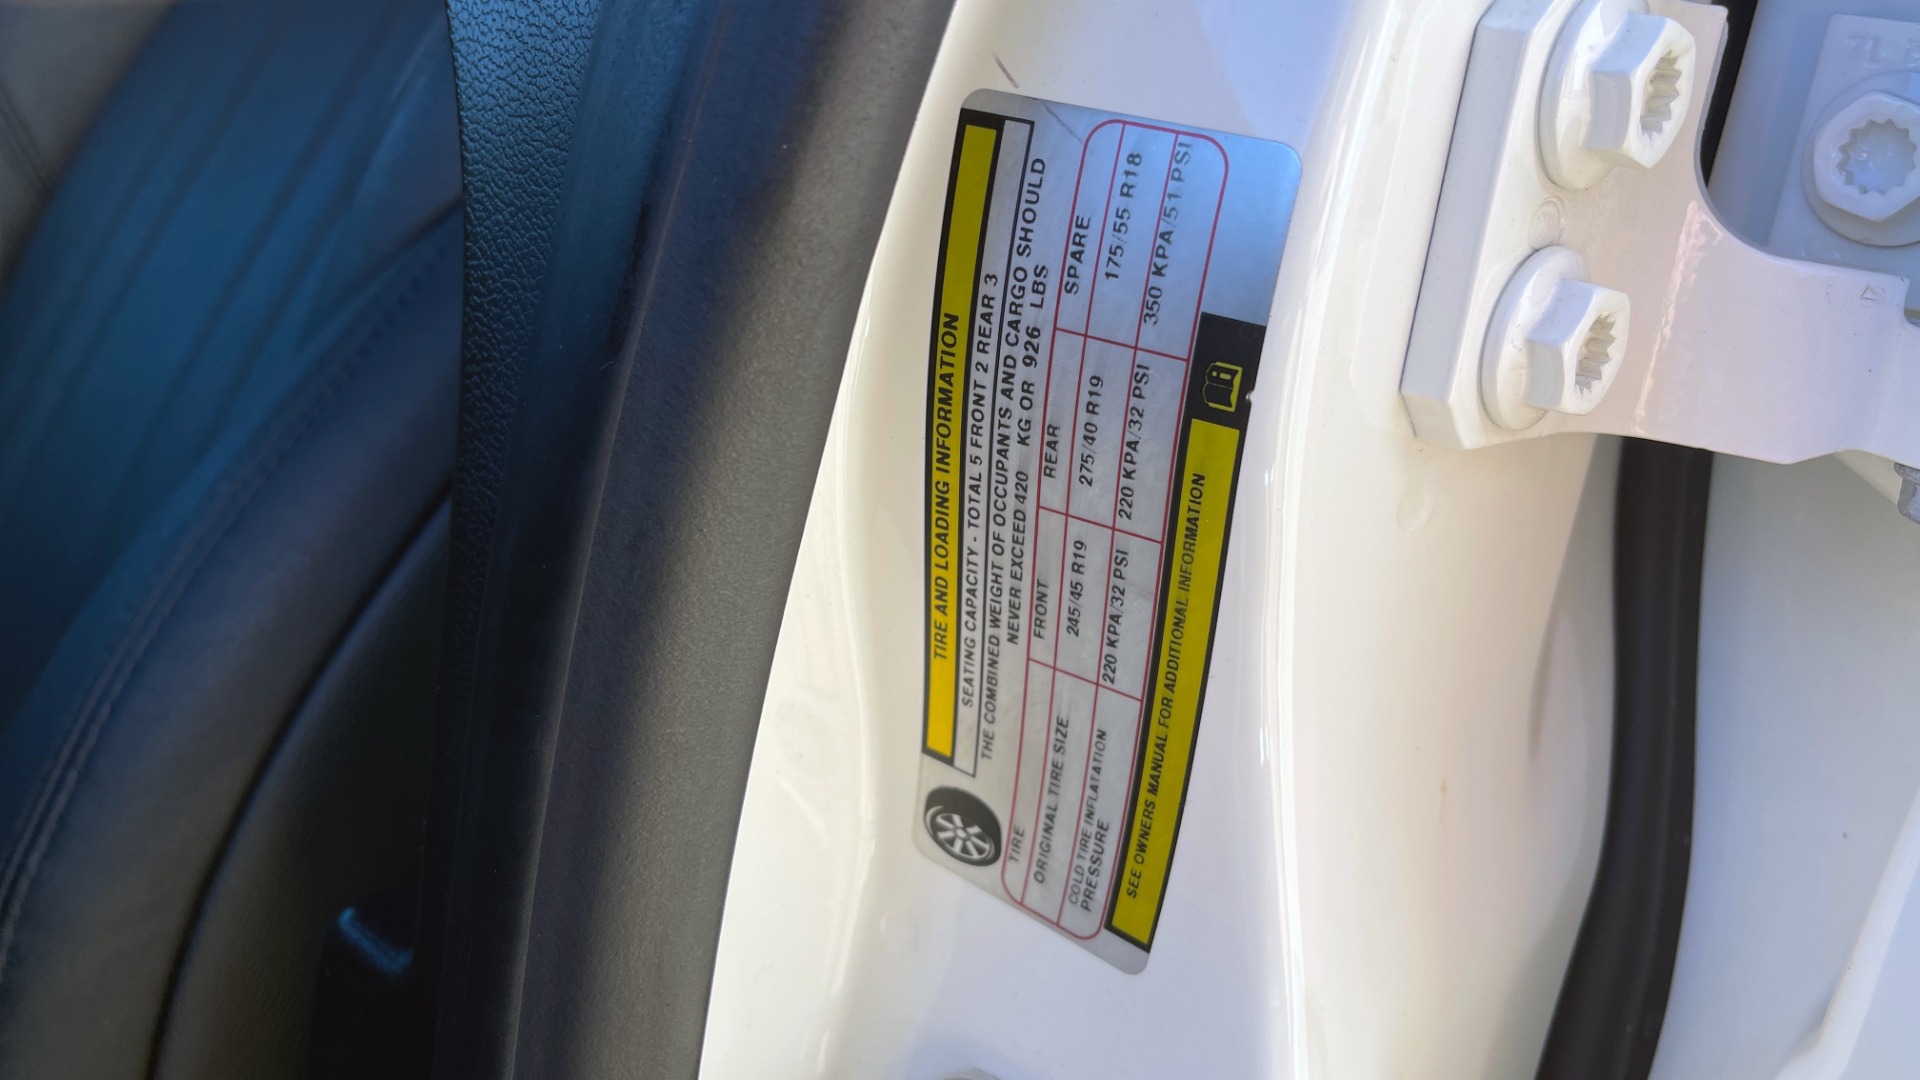 TIRE AND LOADING INFORMATION
SEATING CAPACITY - TOTAL 5 FRONT 2 REAR 3
THE COMBINED WEIGHT OF OCCUPANTS AND CARGO SHOULD
NEVER EXCEED 420 KG OR 926 LBS
TIRE FRONT REAR SPARE
ORIGINAL TIRE SIZE 245/45 R19 275/40 R19 175/55 R18
COLD TIRE INFLATATION
PRESSURE 220 KPA/32 PSI 220 KPA/32 PSI 350 KPA/51 PSI
SEE OWNERS MANUAL FOR ADDITIONAL INFORMATION